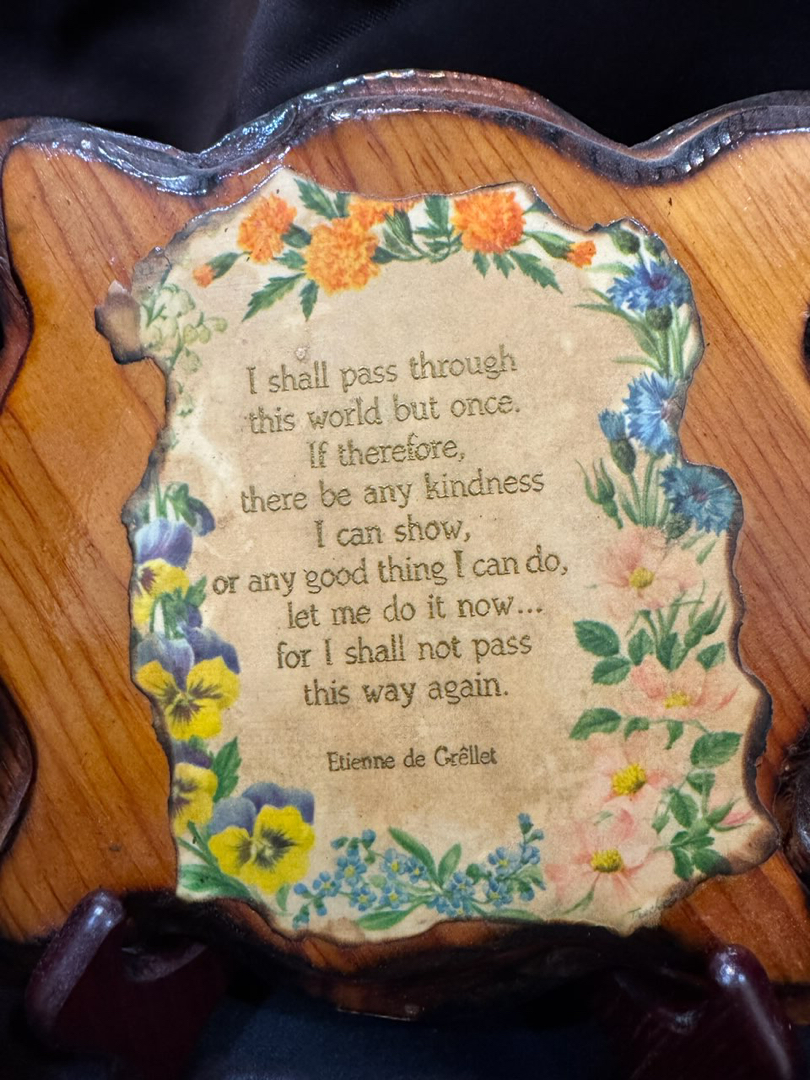 I shall pass through
this world but once.
If therefore,
there be any kindness
I can show,
or any good thing I can do,
let me do it now...
for I shall not pass
this way again.
Etienne de Grêllet